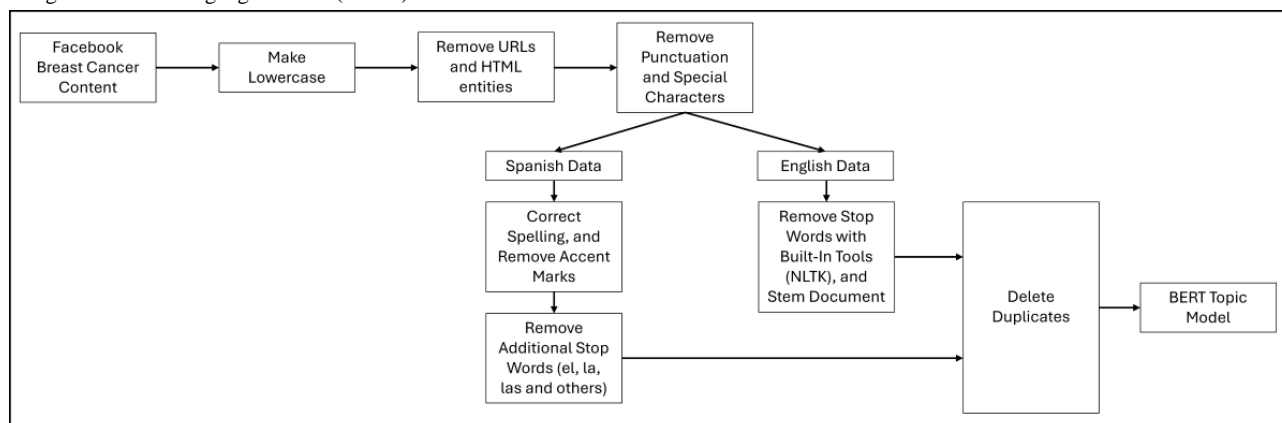 Facebook
Breast Cancer
Content
Make
Lowercase
Remove URLs
and HTML
entities
Remove
Punctuation
and Special
Characters
Spanish Data
English Data
Correct
Spelling, and
Remove Accent
Marks
Remove Stop
Words with
Built-In Tools
(NLTK), and
Stem Document
Remove
Additional Stop
Words (el, la,
las and others)
Delete
Duplicates
BERT Topic
Model